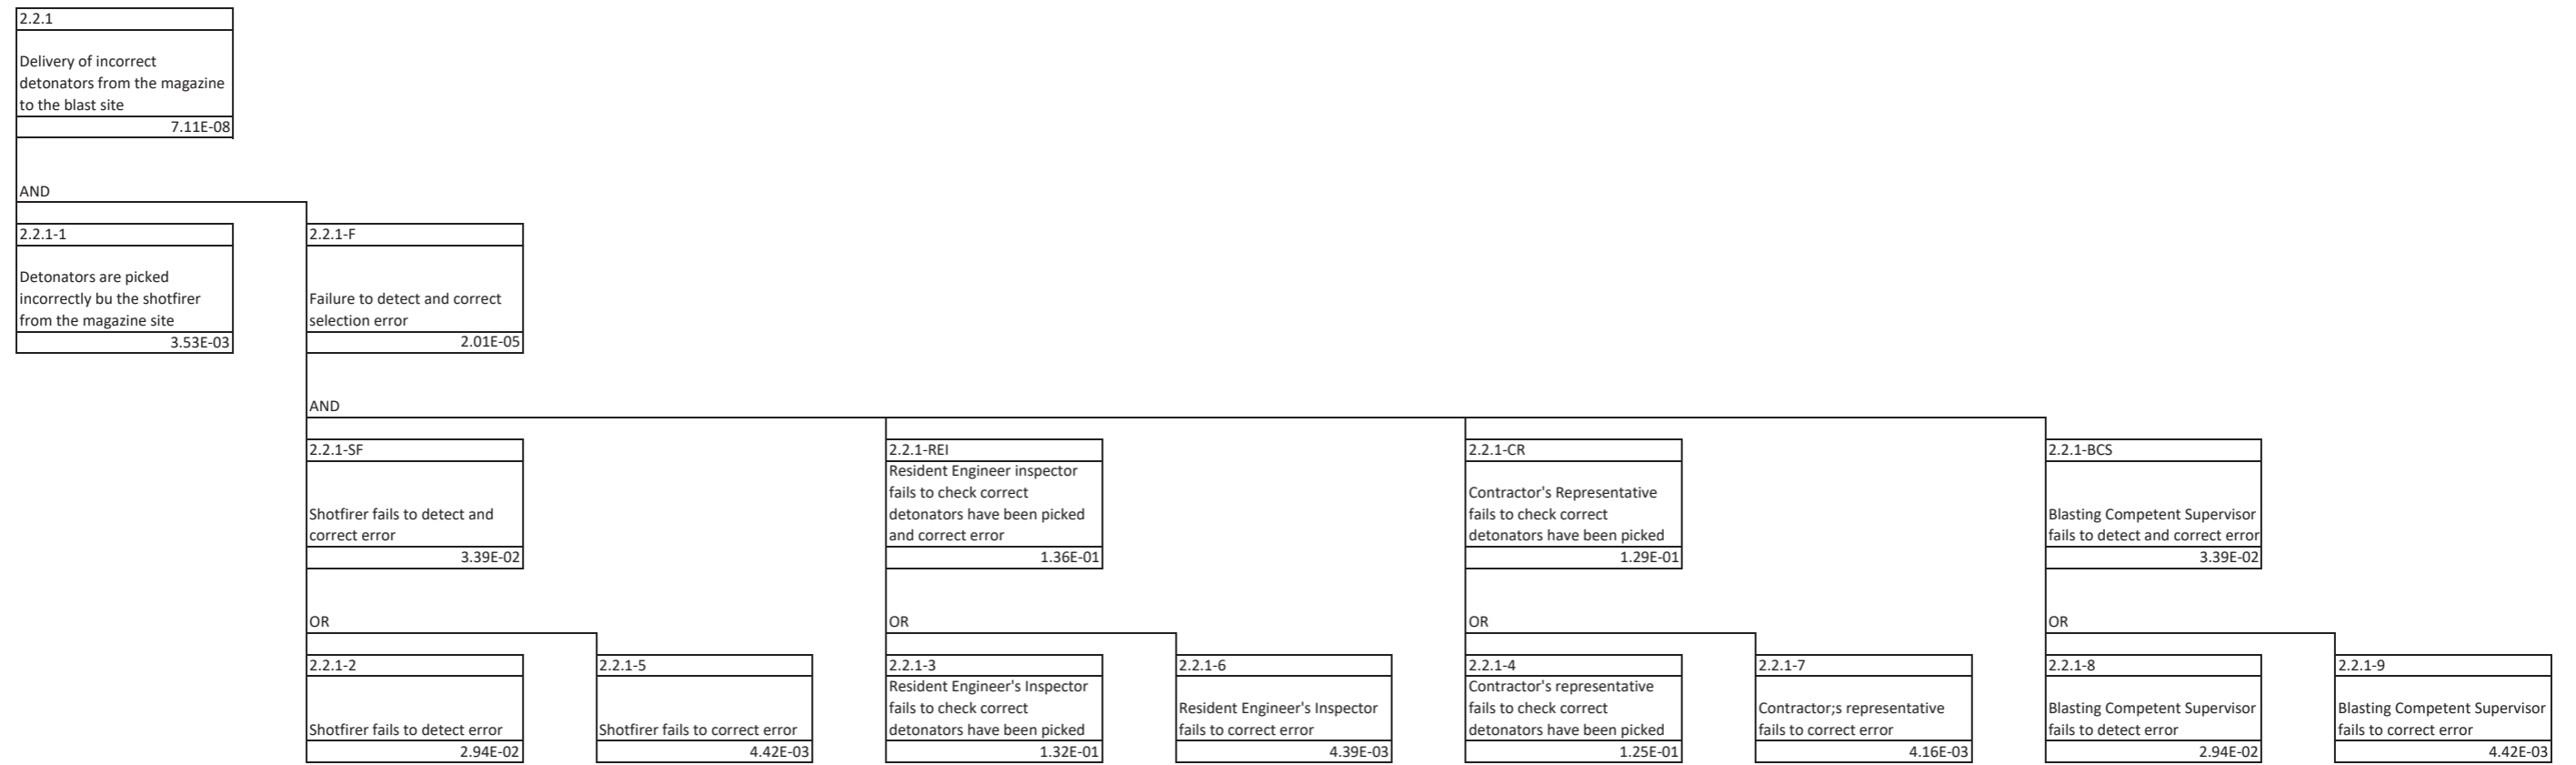 2.2.1
Delivery of incorrect
detonators from the magazine
to the blast site
7.11E-08
AND
2.2.1-1
Detonators are picked
incorrectly bu the shotfirer
from the magazine site
3.53E-03
2.2.1-F
Failure to detect and correct
selection error
2.01E-05
AND
2.2.1-SF
Shotfirer fails to detect and
correct error
3.39E-02
2.2.1-REI
Resident Engineer inspector
fails to check correct
detonators have been picked
and correct error
1.36E-01
2.2.1-CR
Contractor's Representative
fails to check correct
detonators have been picked
1.29E-01
2.2.1-BCS
Blasting Competent Supervisor
fails to detect and correct error
3.39E-02
OR
OR
OR
OR
2.2.1-2
Shotfirer fails to detect error
2.94E-02
2.2.1-5
Shotfirer fails to correct error
4.42E-03
2.2.1-3
Resident Engineer's Inspector
fails to check correct
detonators have been picked
1.32E-01
2.2.1-6
Resident Engineer's Inspector
fails to correct error
4.39E-03
2.2.1-4
Contractor's representative
fails to check correct
detonators have been picked
1.25E-01
2.2.1-7
Contractor;s representative
fails to correct error
4.16E-03
2.2.1-8
Blasting Competent Supervisor
fails to detect error
2.94E-02
2.2.1-9
Blasting Competent Supervisor
fails to correct error
4.42E-03